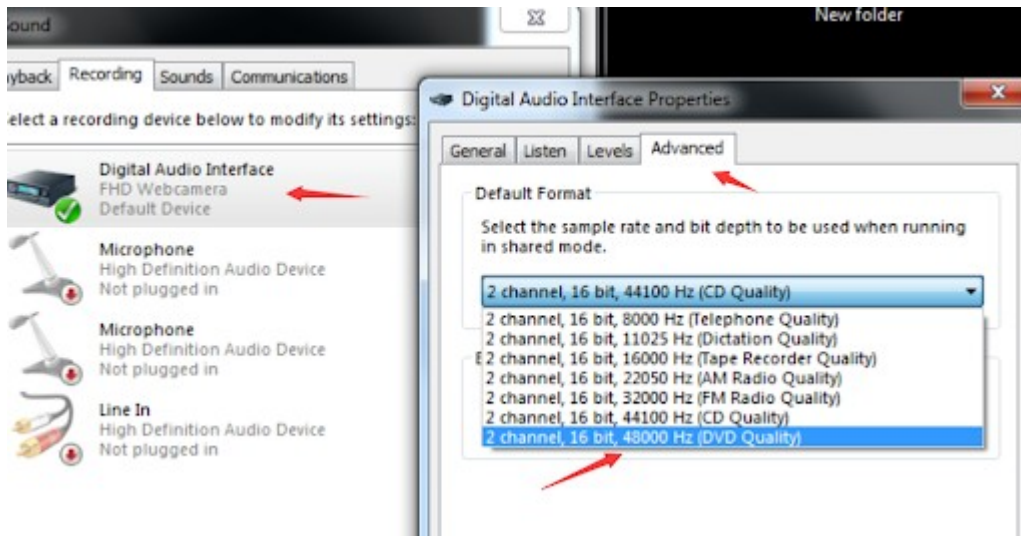 ound
New folder
yback Recording Sounds Communications
elect a recording device below to modify its settings:
Digital Audio Interface
FHD Webcamera
Default Device
Microphone
High Definition Audio Device
Not plugged in
Microphone
High Definition Audio Device
Not plugged in
Line In
High Definition Audio Device
Not plugged in
Digital Audio Interface Properties
General Listen Levels Advanced
Default Format
Select the sample rate and bit depth to be used when running
in shared mode.
2 channel, 16 bit, 44100 Hz (CD Quality)
2 channel, 16 bit, 8000 Hz (Telephone Quality)
2 channel, 16 bit, 11025 Hz (Dictation Quality)
2 channel, 16 bit, 16000 Hz (Tape Recorder Quality)
2 channel, 16 bit, 22050 Hz (AM Radio Quality)
2 channel, 16 bit, 32000 Hz (FM Radio Quality)
2 channel, 16 bit, 44100 Hz (CD Quality)
2 channel, 16 bit, 48000 Hz (DVD Quality)